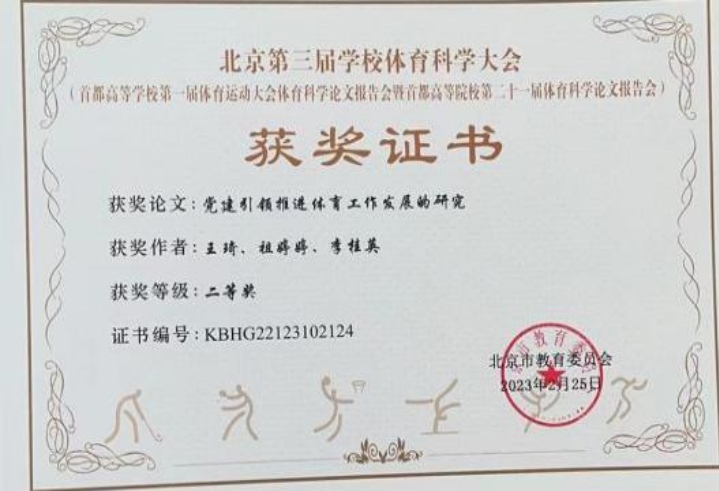 北京第三届学校体育科学大会
（首都高等学校第一届体育运动大会体育科学论文报告会暨首都高等院校第二十一届体育科学论文报告会）
获奖证书
获奖论文：党建引领推进体育工作发展的研究
获奖作者：王琦、祖婷婷、李桂英
获奖等级：二等奖
证书编号：KBHG22123102124
北京市教育委员会
2023年2月25日